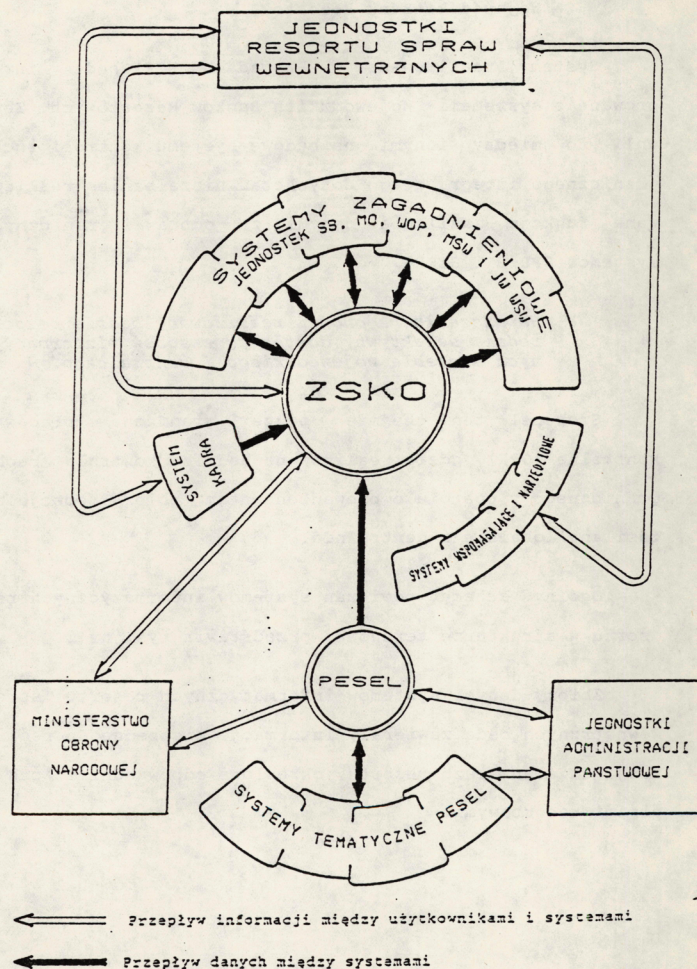 JEDNOSTKI
RESORTU SPRAW
WEWNĘTRZNYCH
SYSTEMY ZAGADNIENIOWE
JEDNOSTEK SB, MO, WOP, MSW i JW MSW
ZSKO
SYSTEM
KADRA
SYSTEMY WSPOMAGAJĄCE I NARZĘDZIOWE
PESEL
MINISTERSTWO
OBRONY
NARODOWEJ
JEDNOSTKI
ADMINISTRACJI
PAŃSTWOWEJ
SYSTEMY TEMATYCZNE PESEL
Przepływ informacji między użytkownikami i systemami
Przepływ danych między systemami